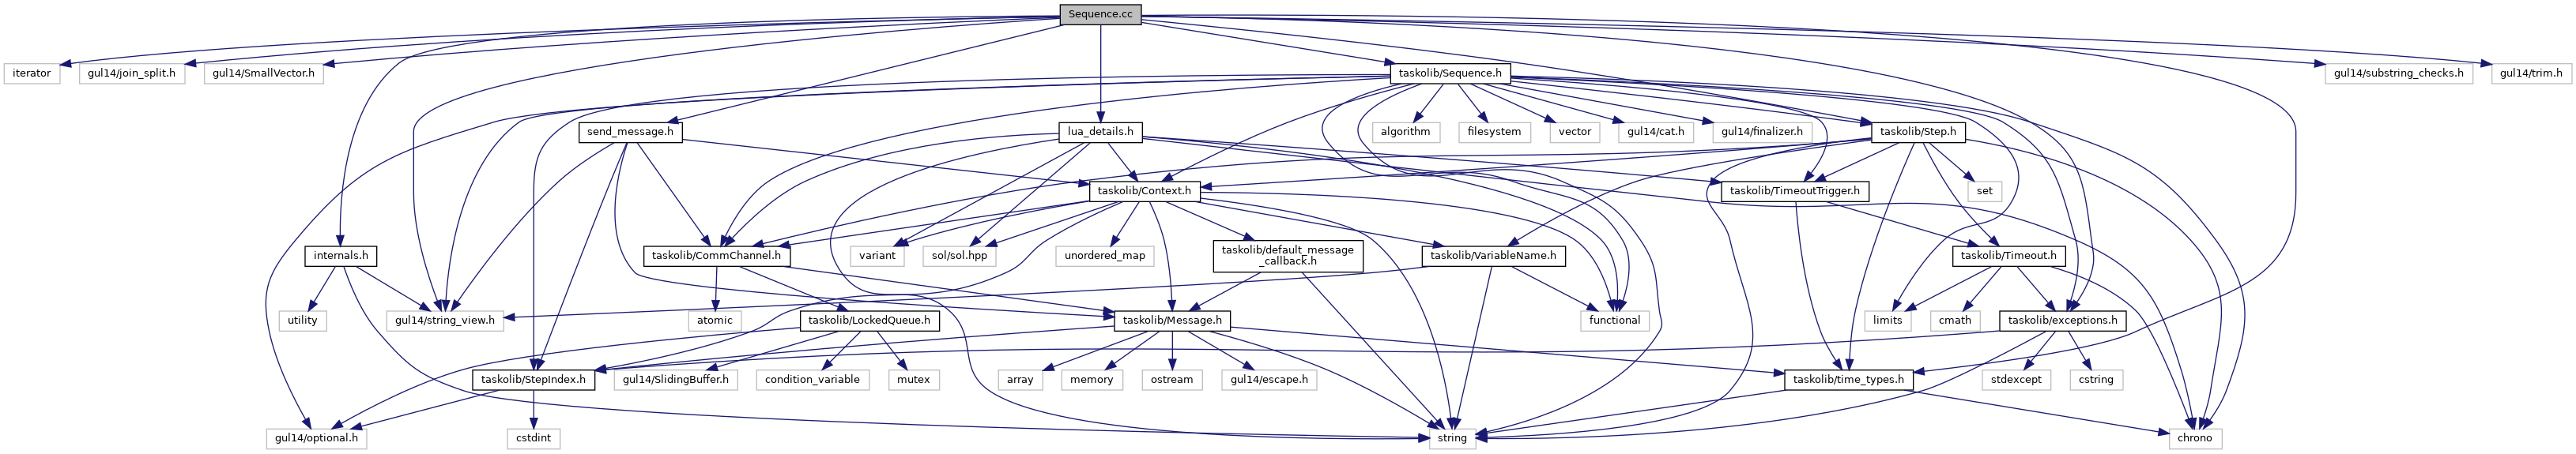 Sequence.cc
iterator
gul14/join_split.h
gul14/SmallVector.h
taskolib/Sequence.h
gul14/substring_checks.h
gul14/trim.h
send_message.h
lua_details.h
algorithm
filesystem
vector
gul14/cat.h
gul14/finalizer.h
taskolib/Step.h
taskolib/Context.h
taskolib/TimeoutTrigger.h
set
internals.h
taskolib/CommChannel.h
variant
sol/sol.hpp
unordered_map
taskolib/default_message
_callback.h
taskolib/VariableName.h
taskolib/Timeout.h
utility
gul14/string_view.h
atomic
taskolib/LockedQueue.h
taskolib/Message.h
functional
limits
cmath
taskolib/exceptions.h
taskolib/StepIndex.h
gul14/SlidingBuffer.h
condition_variable
mutex
array
memory
ostream
gul14/escape.h
taskolib/time_types.h
stdexcept
cstring
gul14/optional.h
cstdint
string
chrono